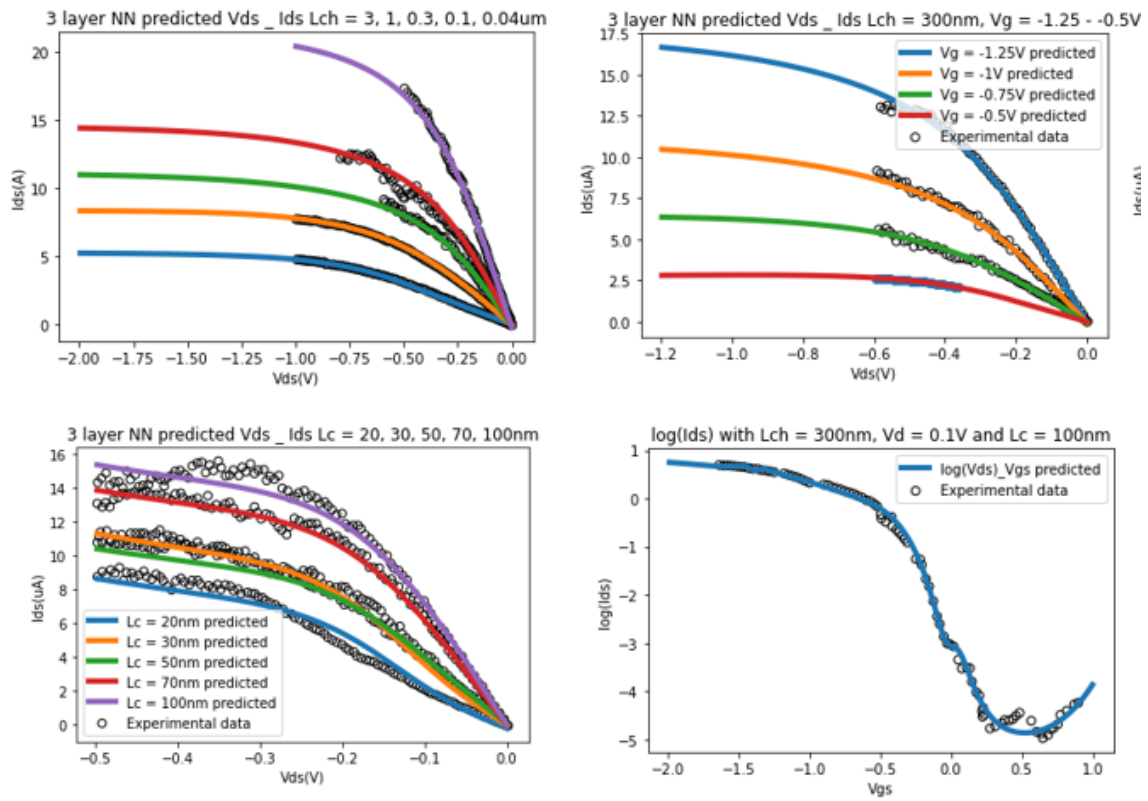 3 layer NN predicted Vds _ Ids Lch = 3, 1, 0.3, 0.1, 0.04um
20
15
10
5
0
Ids(A)
−2.00 −1.75 −1.50 −1.25 −1.00 −0.75 −0.50 −0.25 0.00
Vds(V)
3 layer NN predicted Vds _ Ids Lch = 300nm, Vg = -1.25 - -0.5V
17.5
15.0
12.5
10.0
7.5
5.0
2.5
0.0
Ids(uA)
Vg = -1.25V predicted
Vg = -1V predicted
Vg = -0.75V predicted
Vg = -0.5V predicted
Experimental data
−1.2 −1.0 −0.8 −0.6 −0.4 −0.2 0.0
Vds(V)
Ids(uA)
3 layer NN predicted Vds _ Ids Lc = 20, 30, 50, 70, 100nm
16
14
12
10
8
6
4
2
0
Ids(uA)
Lc = 20nm predicted
Lc = 30nm predicted
Lc = 50nm predicted
Lc = 70nm predicted
Lc = 100nm predicted
Experimental data
−0.5 −0.4 −0.3 −0.2 −0.1 0.0
Vds(V)
log(Ids) with Lch = 300nm, Vd = 0.1V and Lc = 100nm
1
0
−1
−2
−3
−4
−5
log(Ids)
log(Vds)_Vgs predicted
Experimental data
−2.0 −1.5 −1.0 −0.5 0.0 0.5 1.0
Vgs